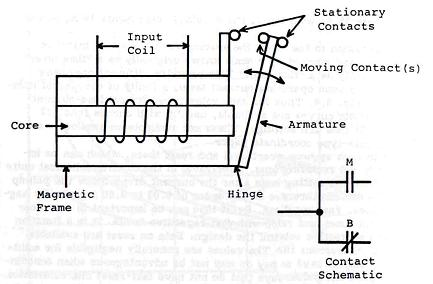 Stationary
Contacts
Input
Coil
Moving Contact(s)
Core
Armature
Magnetic
Frame
Hinge
M
B
Contact
Schematic